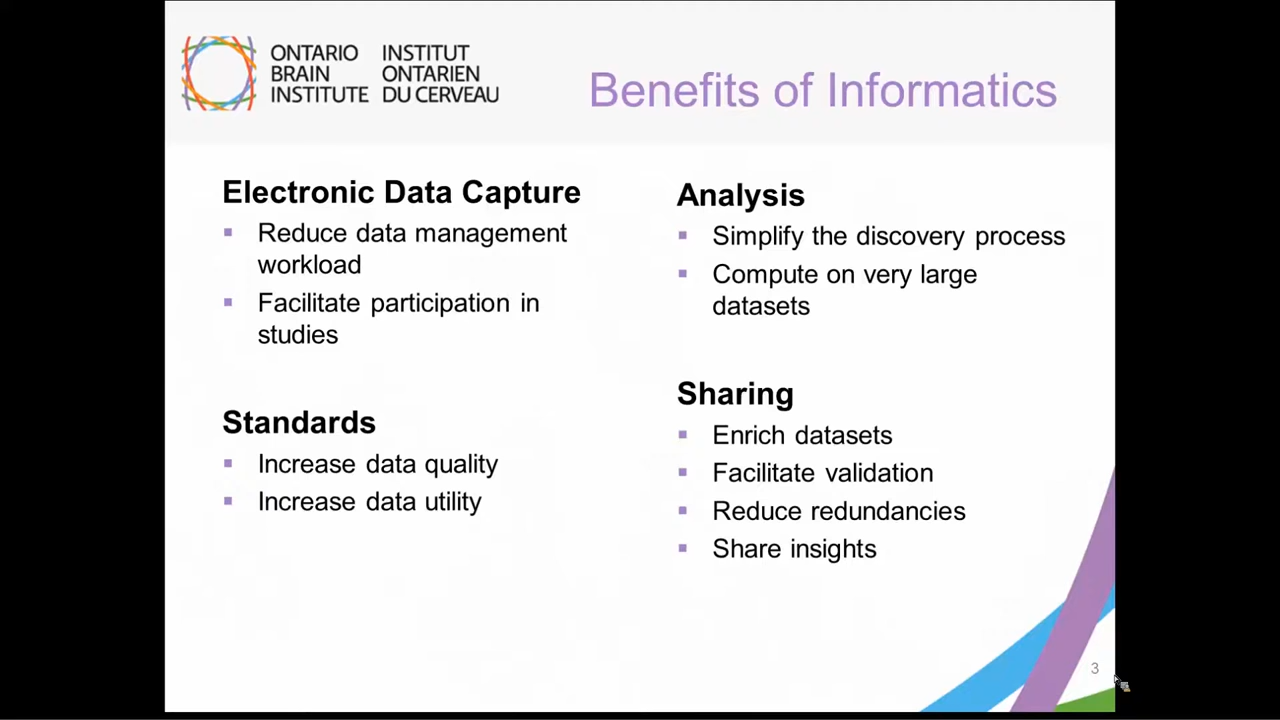 ONTARIO
BRAIN
INSTITUTE
INSTITUT
ONTARIEN
DU CERVEAU
Benefits of Informatics
Electronic Data Capture
Reduce data management
workload
Facilitate participation in
studies
Standards
Increase data quality
Increase data utility
Analysis
Simplify the discovery process
Compute on very large
datasets
Sharing
Enrich datasets
Facilitate validation
Reduce redundancies
Share insights
3